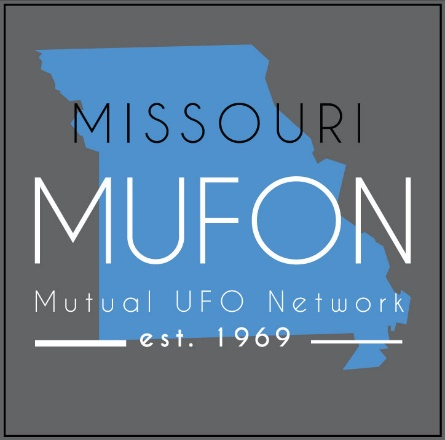 MISSOURI
MUFON
Mutual UFO Network
est. 1969